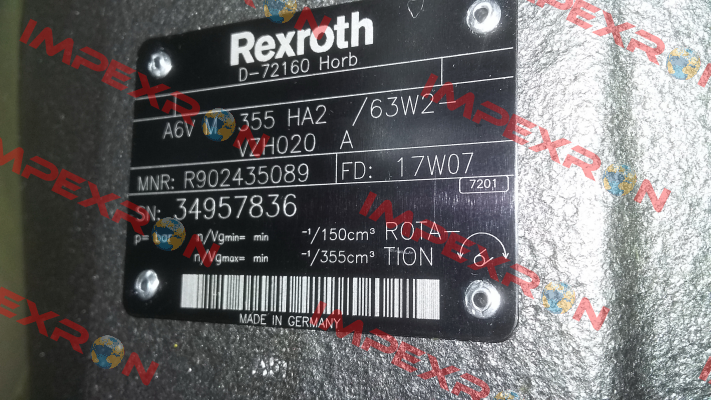 Rexroth
D-72160 Horb
A6V M 355 HA2 /63W2
VZH020 A
MNR: R902435089 FD: 17W07
7201
SN: 34957836
p= bar n/Vgmin= min -1/150cm³ ROTA-
n/Vgmax= min -1/355cm³ TION
MADE IN GERMANY
IMPEXRON
IMPEXRON
IMPEXRON
IMPEXRON
IMPEXRON
IMPEXRON
IMPEXRON